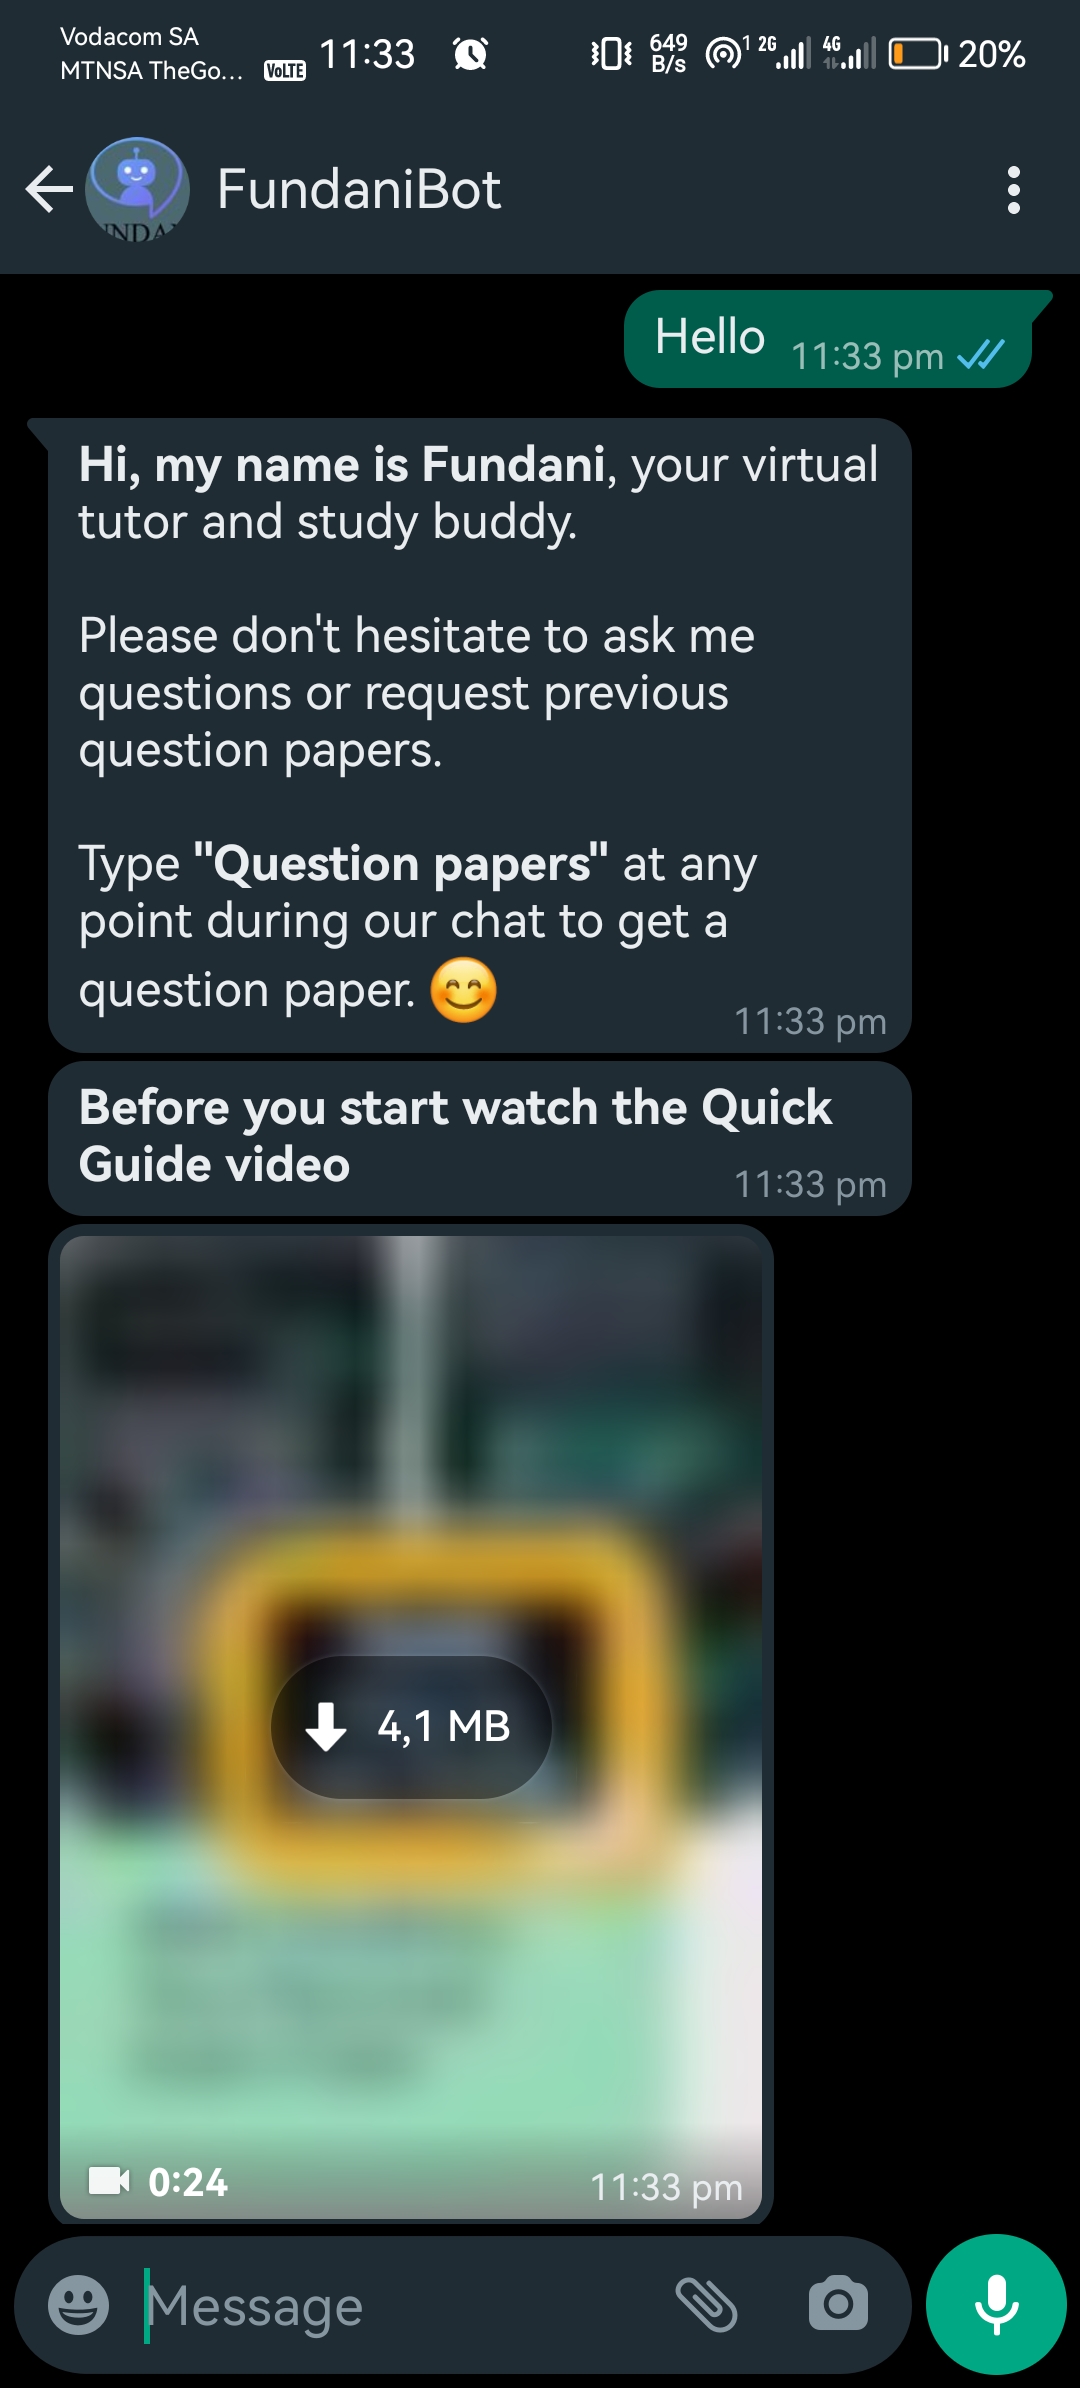 Vodacom SA
MTNSA TheGo...
VoLTE
11:33
649
B/s
1
2G
4G
20%
FundaniBot
Hello
11:33 pm
Hi, my name is Fundani, your virtual
tutor and study buddy.
Please don't hesitate to ask me
questions or request previous
question papers.
Type "Question papers" at any
point during our chat to get a
question paper. 😊
11:33 pm
Before you start watch the Quick
Guide video
11:33 pm
4,1 MB
0:24
11:33 pm
Message